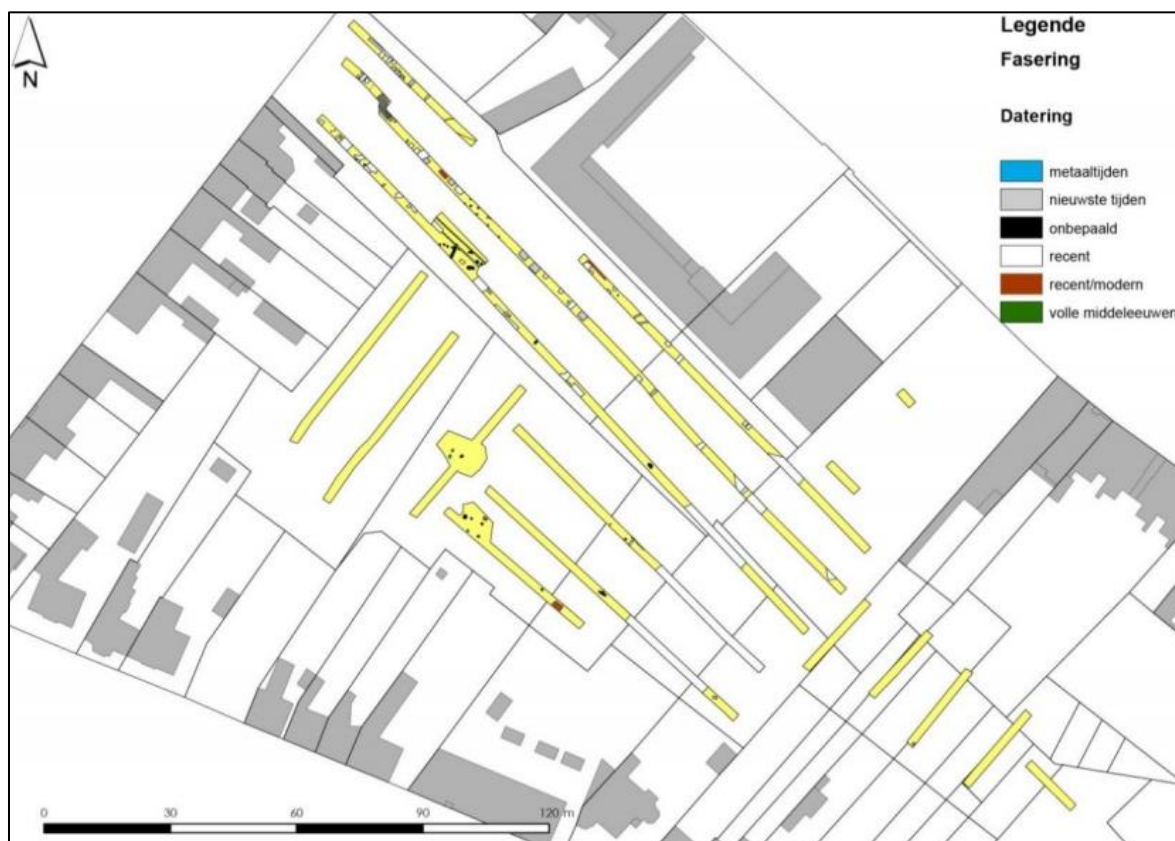 N
Legende
Fasering
Datering
metaaltijden
nieuwste tijden
onbepaald
recent
recent/modern
volle middeleeuwen
0 30 60 90 120 m